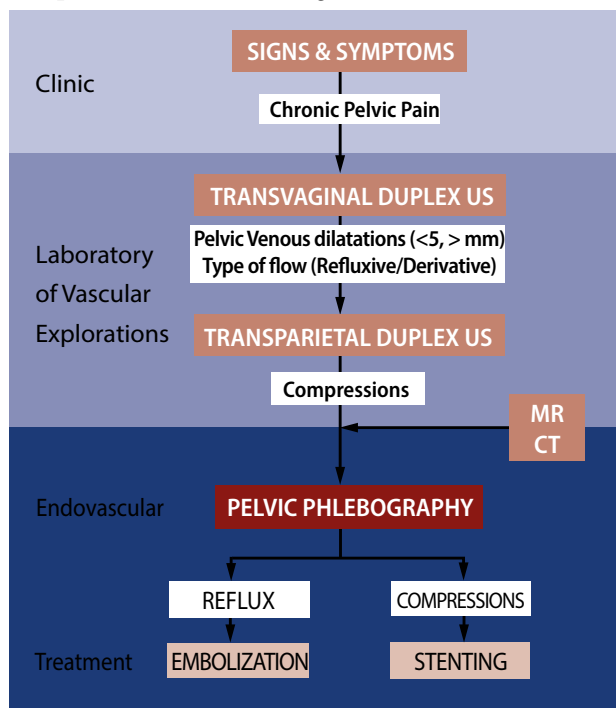 SIGNS & SYMPTOMS
Clinic
Chronic Pelvic Pain
TRANSVAGINAL DUPLEX US
Pelvic Venous dilatations (<5, > mm)
Type of flow (Refluxive/Derivative)
Laboratory
of Vascular
Explorations
TRANSPARIETAL DUPLEX US
Compressions
MR
CT
Endovascular
PELVIC PHLEBOGRAPHY
REFLUX
COMPRESSIONS
Treatment
EMBOLIZATION
STENTING